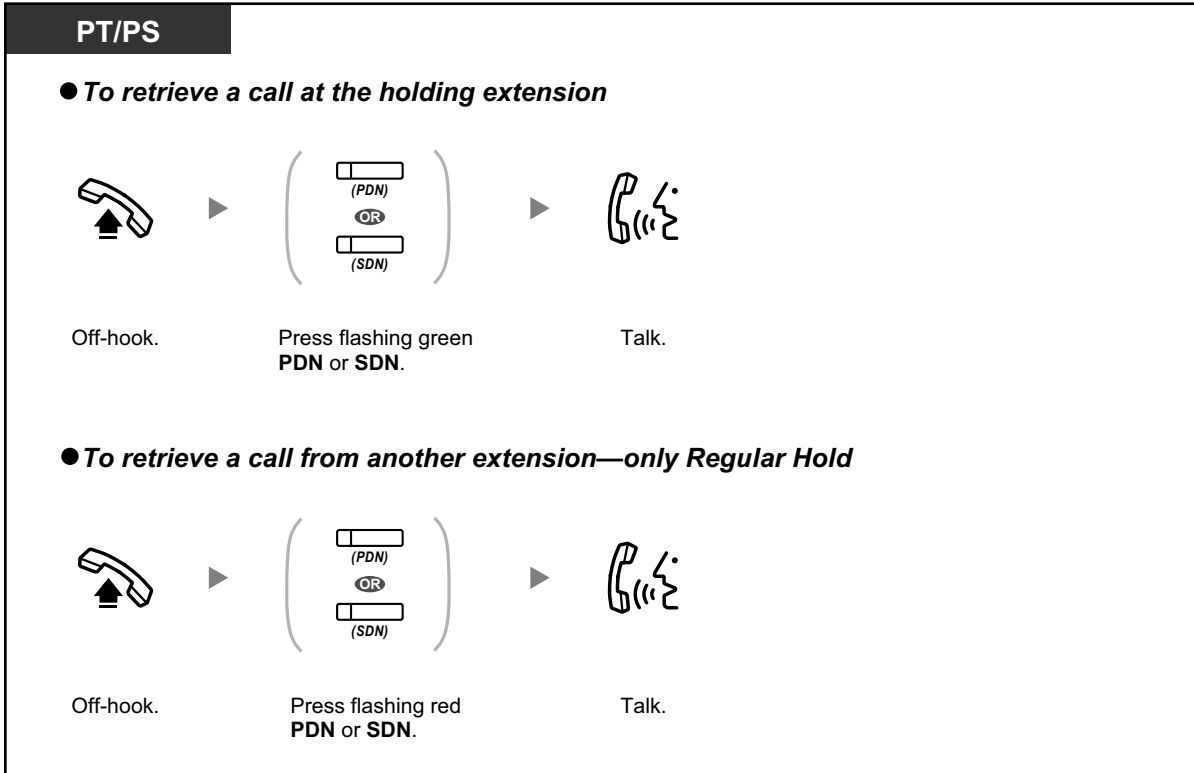 PT/PS
To retrieve a call at the holding extension
(PDN)
OR
(SDN)
Off-hook.
Press flashing green
PDN or SDN.
Talk.
To retrieve a call from another extension—only Regular Hold
(PDN)
OR
(SDN)
Off-hook.
Press flashing red
PDN or SDN.
Talk.